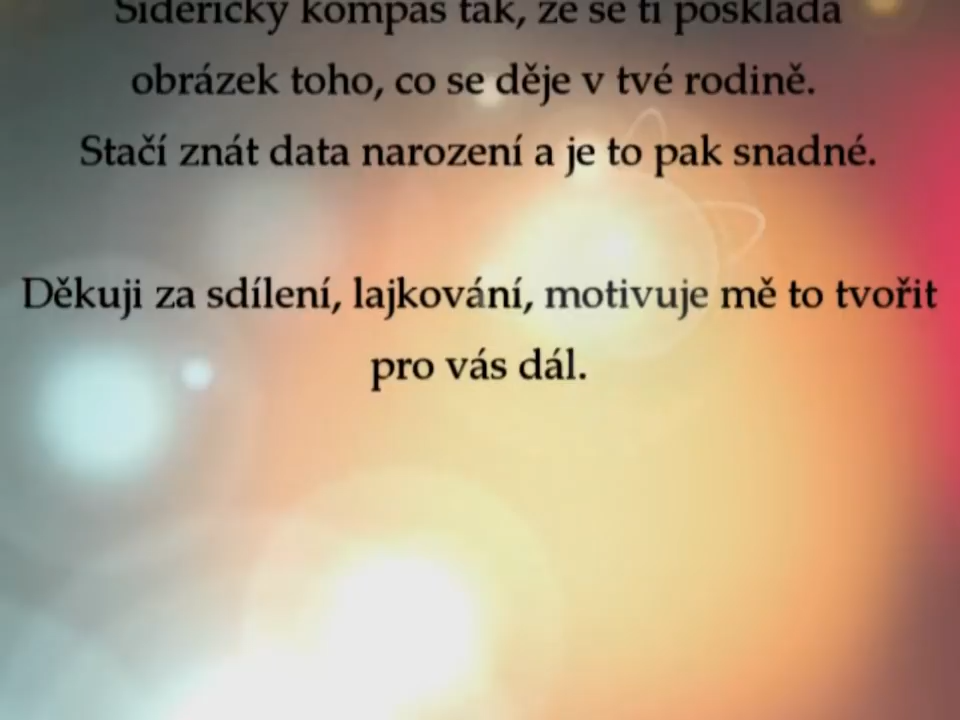 Siderický kompas tak, že se ti poskládá
obrázek toho, co se děje v tvé rodině.
Stačí znát data narození a je to pak snadné.
Děkuji za sdílení, lajkování, motivuje mě to tvořit
pro vás dál.